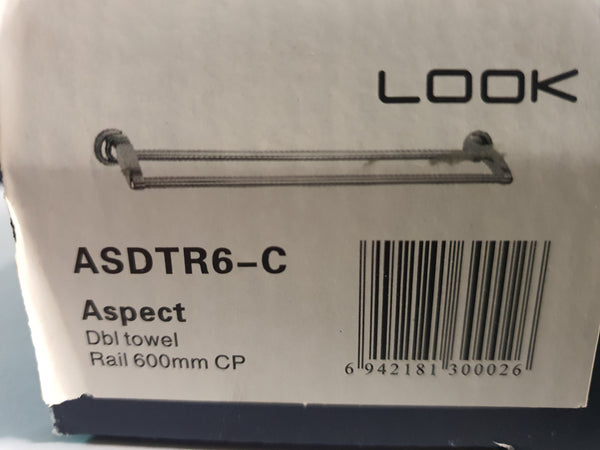 LOOK
ASDTR6-C
Aspect
Dbl towel
Rail 600mm CP
6 942181 300026